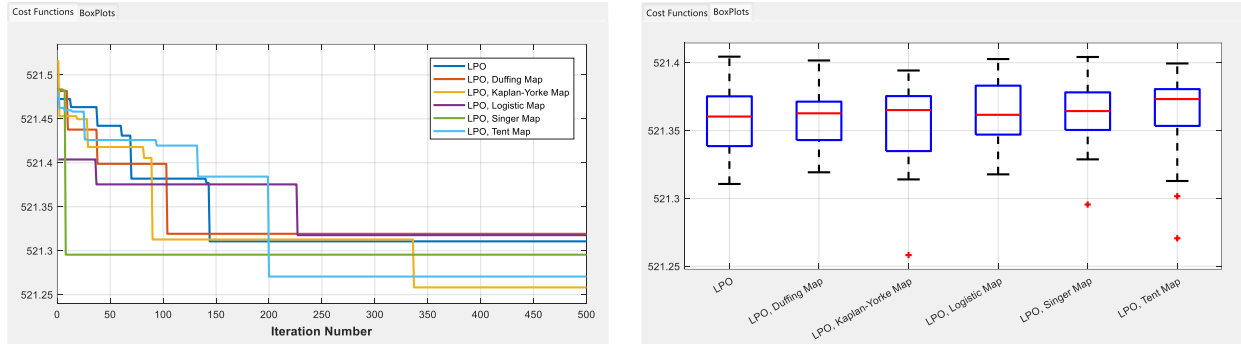 Cost Functions BoxPlots
521.5
521.45
521.4
521.35
521.3
521.25
LPO
LPO, Duffing Map
LPO, Kaplan-Yorke Map
LPO, Logistic Map
LPO, Singer Map
LPO, Tent Map
1 50 100 150 200 250 300 350 400 450 500
Iteration Number
Cost Functions BoxPlots
521.4
521.35
521.3
521.25
LPO
LPO, Duffing Map
LPO, Kaplan-Yorke Map
LPO, Logistic Map
LPO, Singer Map
LPO, Tent Map